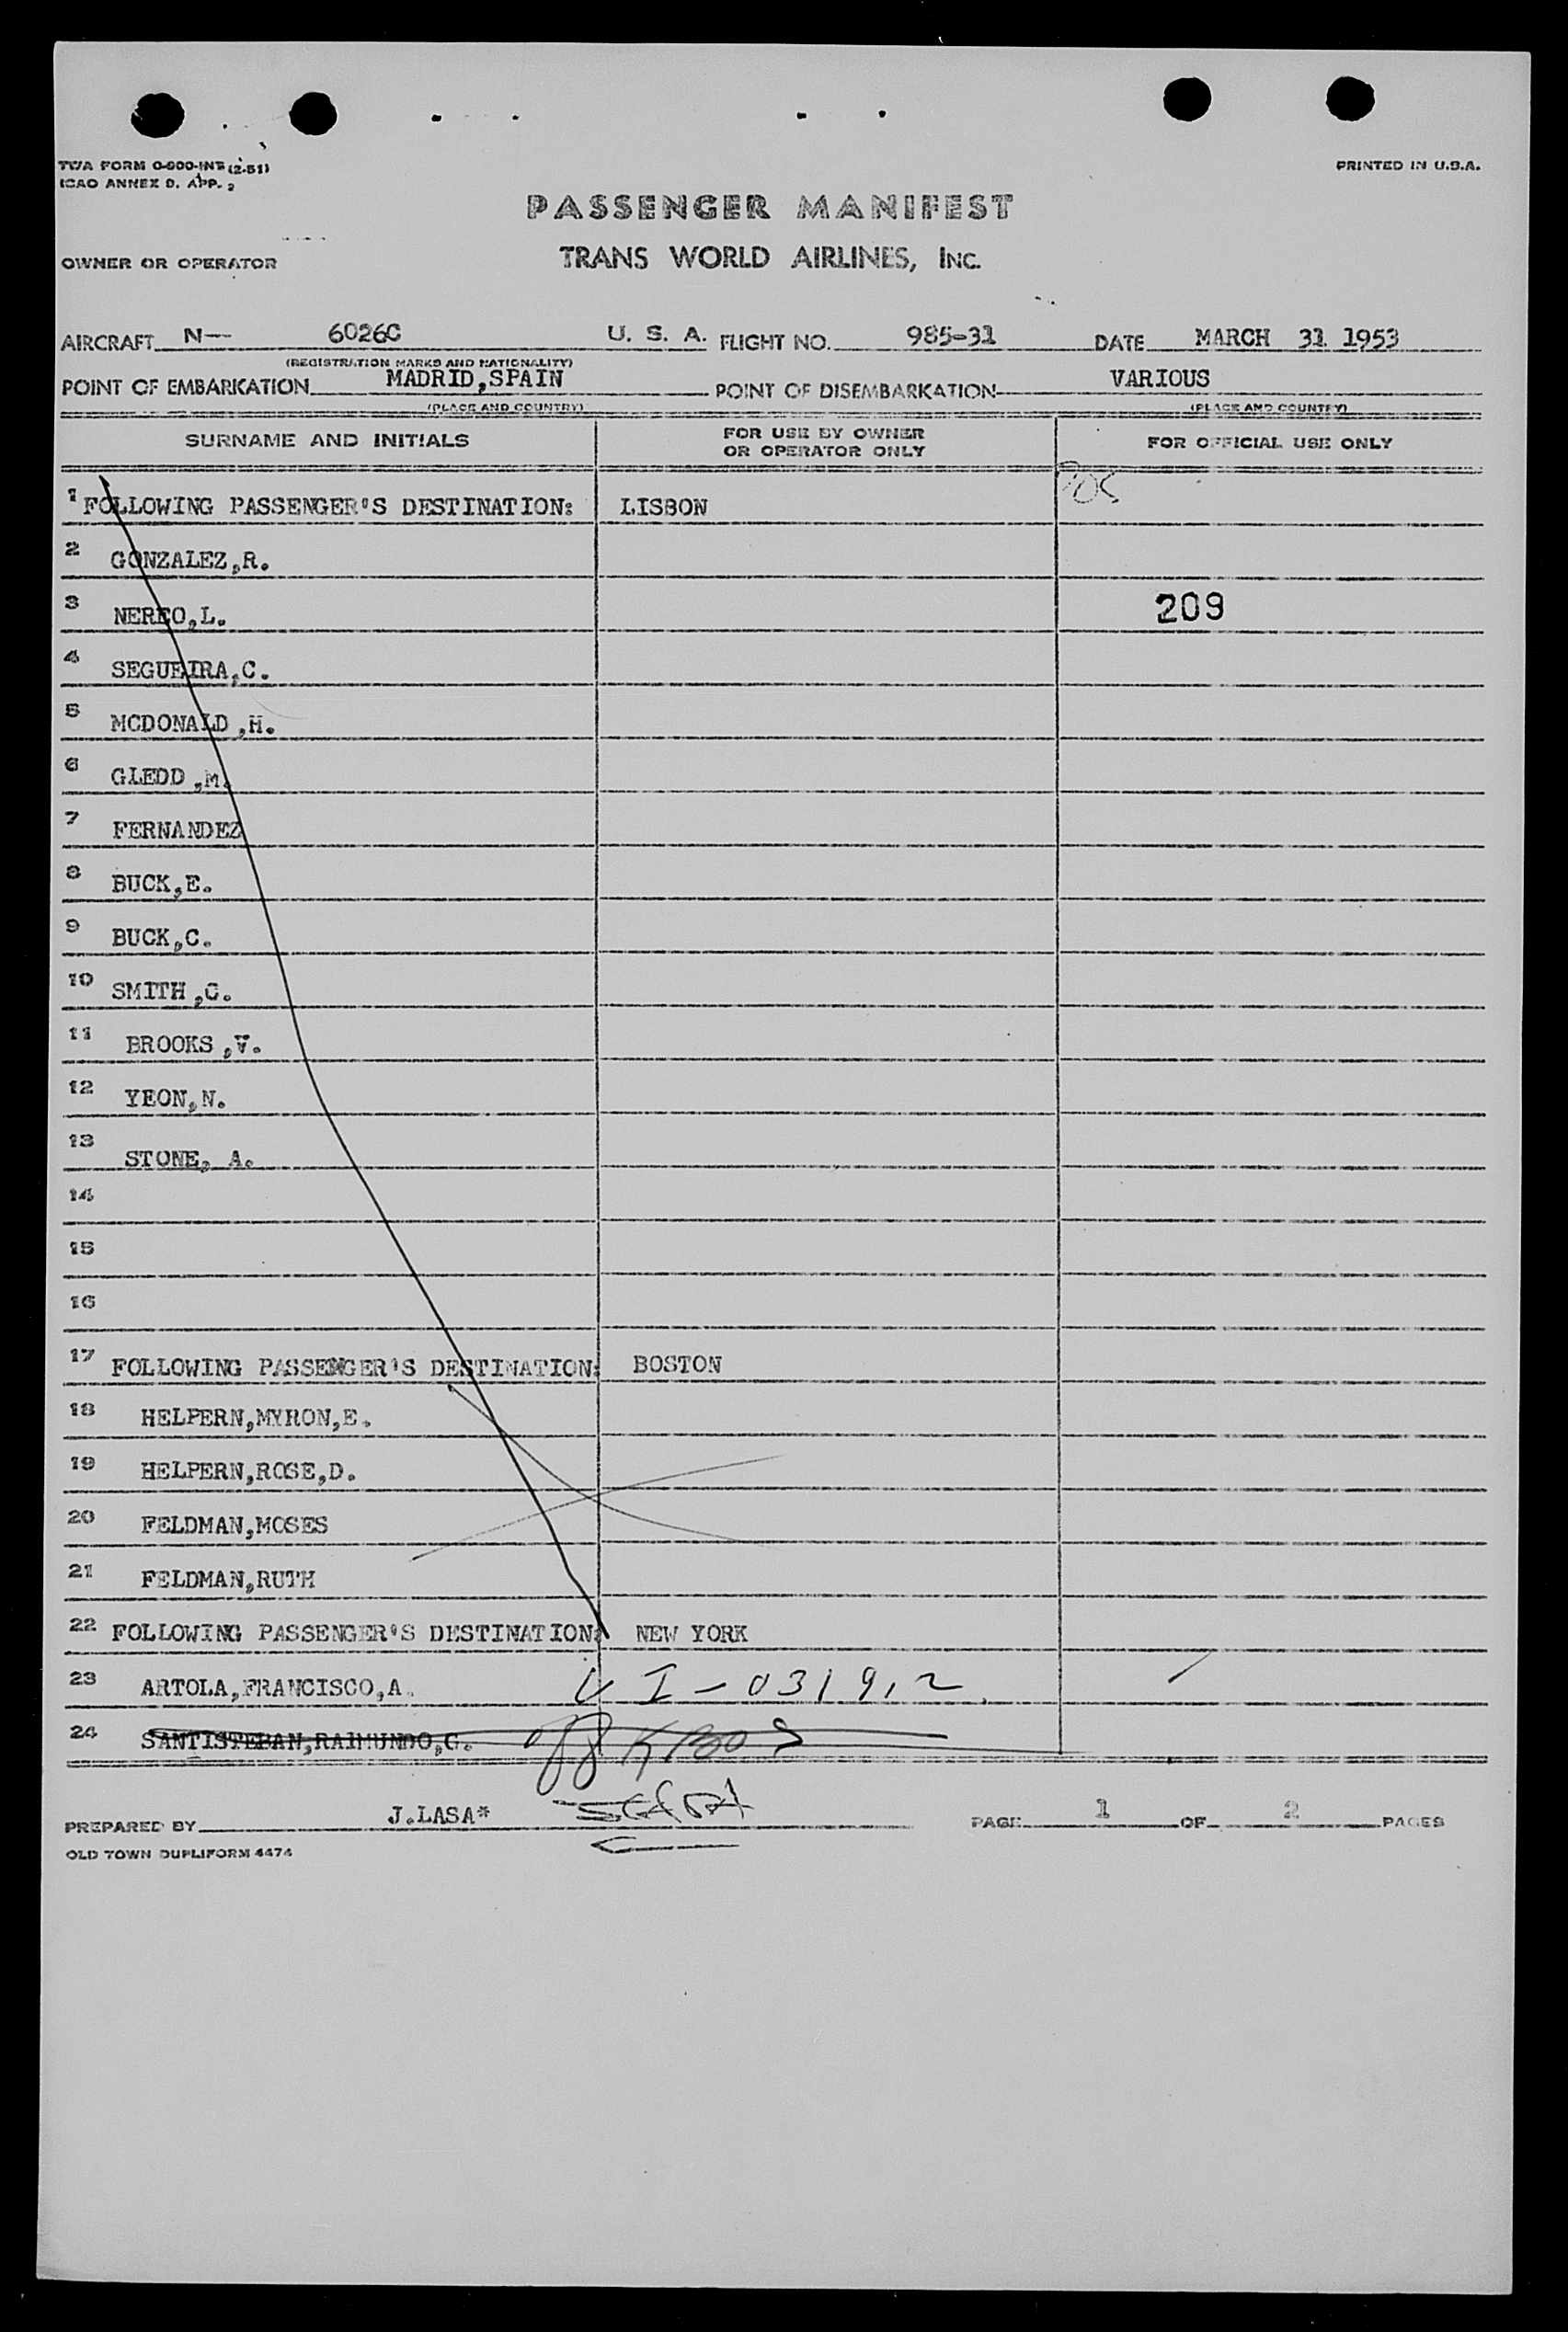 TWA FORM O-800-INT (2-51)
ICAO ANNEX 9. APP. 2
PRINTED IN U.S.A.
PASSENGER MANIFEST
OWNER OR OPERATOR
TRANS WORLD AIRLINES, INC.
AIRCRAFT N— 6026C U. S. A. FLIGHT NO. 985-31 DATE MARCH 31 1953
(REGISTRATION MARKS AND NATIONALITY)
POINT OF EMBARKATION MADRID,SPAIN POINT OF DISEMBARKATION VARIOUS
(PLACE AND COUNTRY) (PLACE AND COUNTRY)
SURNAME AND INITIALS FOR USE BY OWNER OR OPERATOR ONLY FOR OFFICIAL USE ONLY
1 FOLLOWING PASSENGER'S DESTINATION: LISBON
2 GONZALEZ,R.
3 NEREO,L. 209
4 SEGUEIRA,C.
5 MCDONALD ,H.
6 GLEDD ,M.
7 FERNANDEZ
8 BUCK,E.
9 BUCK,C.
10 SMITH ,C.
11 BROOKS ,V.
12 YEON,N.
13 STONE, A.
14
15
16
17 FOLLOWING PASSENGER'S DESTINATION: BOSTON
18 HELPERN,MYRON,E.
19 HELPERN,ROSE,D.
20 FELDMAN,MOSES
21 FELDMAN,RUTH
22 FOLLOWING PASSENGER'S DESTINATION: NEW YORK
23 ARTOLA,FRANCISCO,A. I-03192
24 SANTISTEBAN,RAIMUNDO,G. off
PREPARED BY J.LASA* PAGE 1 OF 2 PAGES
OLD TOWN DUPLIFORM 4474